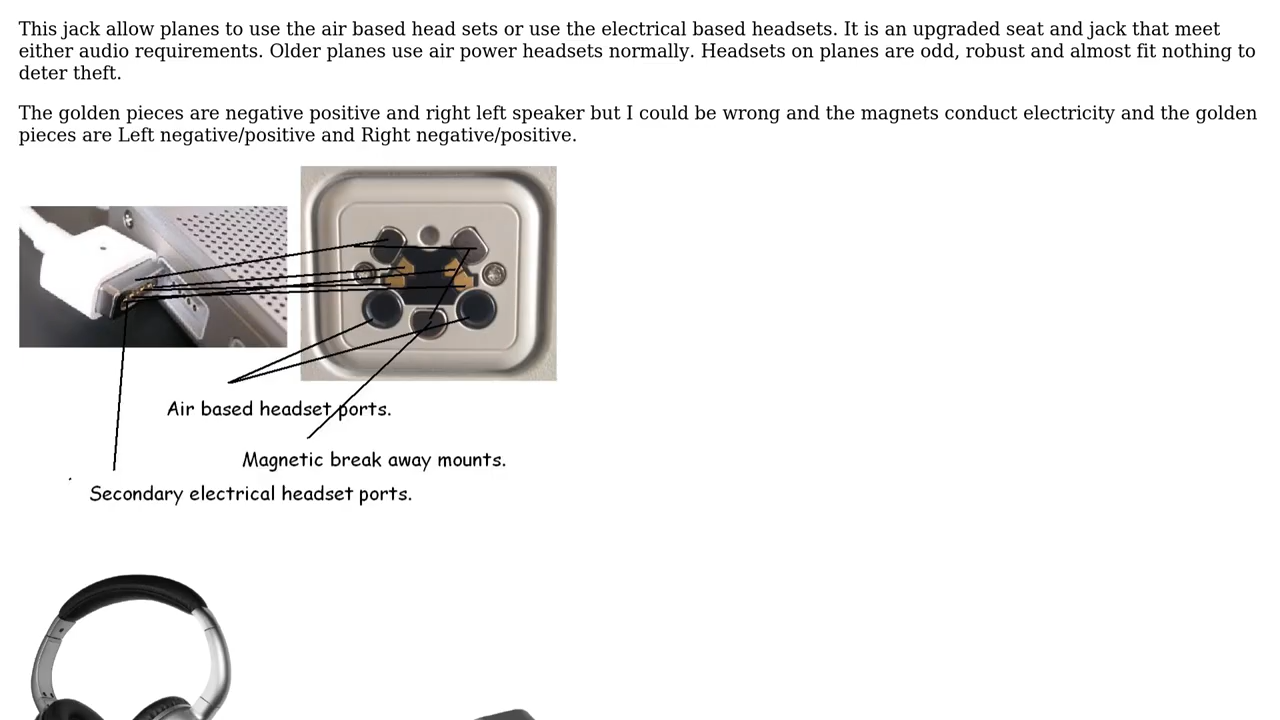 This jack allow planes to use the air based head sets or use the electrical based headsets. It is an upgraded seat and jack that meet
either audio requirements. Older planes use air power headsets normally. Headsets on planes are odd, robust and almost fit nothing to
deter theft.
The golden pieces are negative positive and right left speaker but I could be wrong and the magnets conduct electricity and the golden
pieces are Left negative/positive and Right negative/positive.
Air based headset ports.
Magnetic break away mounts.
Secondary electrical headset ports.